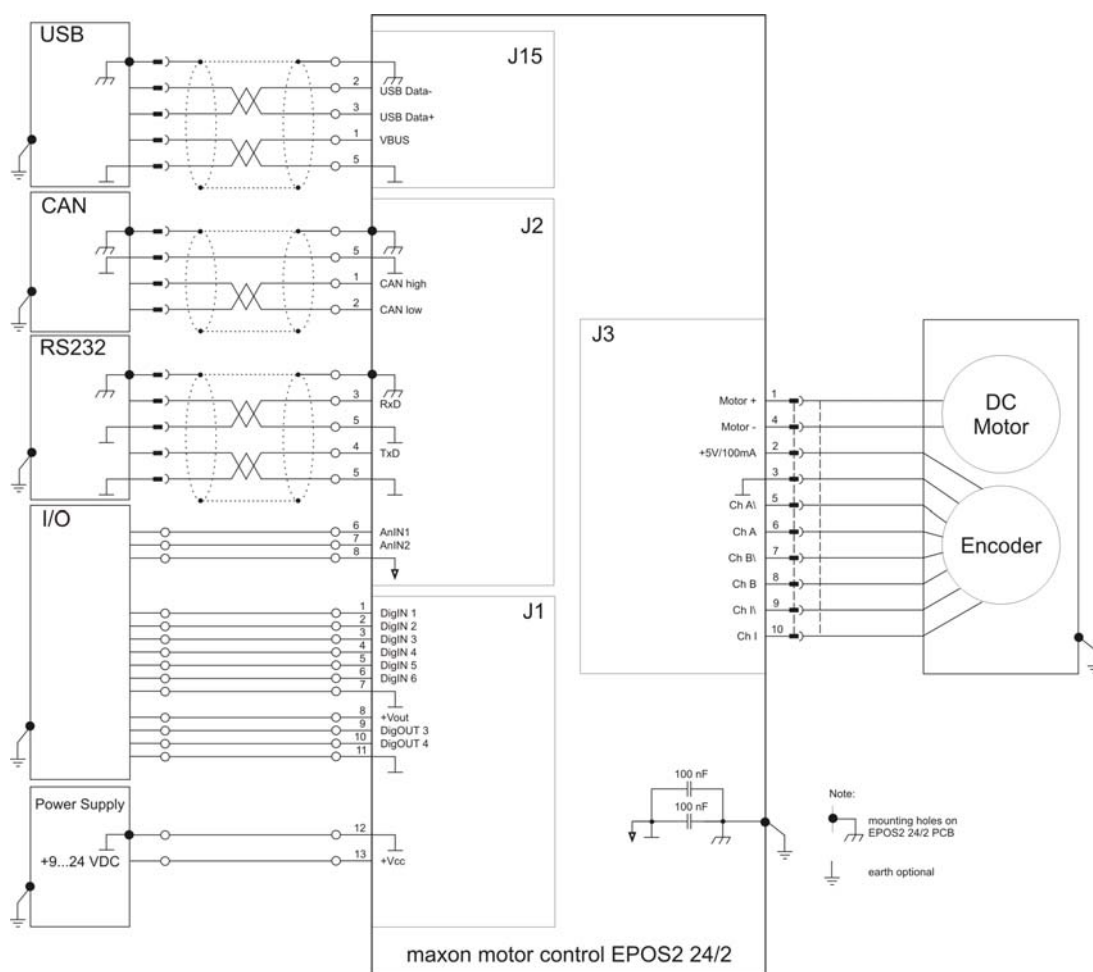 USB
J15
2
USB Data-
3
USB Data+
1
VBUS
5
CAN
J2
5
1
CAN high
2
CAN low
RS232
3
RxD
5
4
TxD
5
I/O
6
AnIN1
7
AnIN2
8
J1
1
DigIN 1
2
DigIN 2
3
DigIN 3
4
DigIN 4
5
DigIN 5
6
DigIN 6
7
8
+Vout
9
DigOUT 3
10
DigOUT 4
11
Power Supply
+9...24 VDC
12
13
+Vcc
J3
Motor +
1
Motor -
4
+5V/100mA
2
3
Ch A\
5
Ch A
6
Ch B\
7
Ch B
8
Ch I\
9
Ch I
10
DC
Motor
Encoder
100 nF
100 nF
Note:
mounting holes on
EPOS2 24/2 PCB
earth optional
maxon motor control EPOS2 24/2